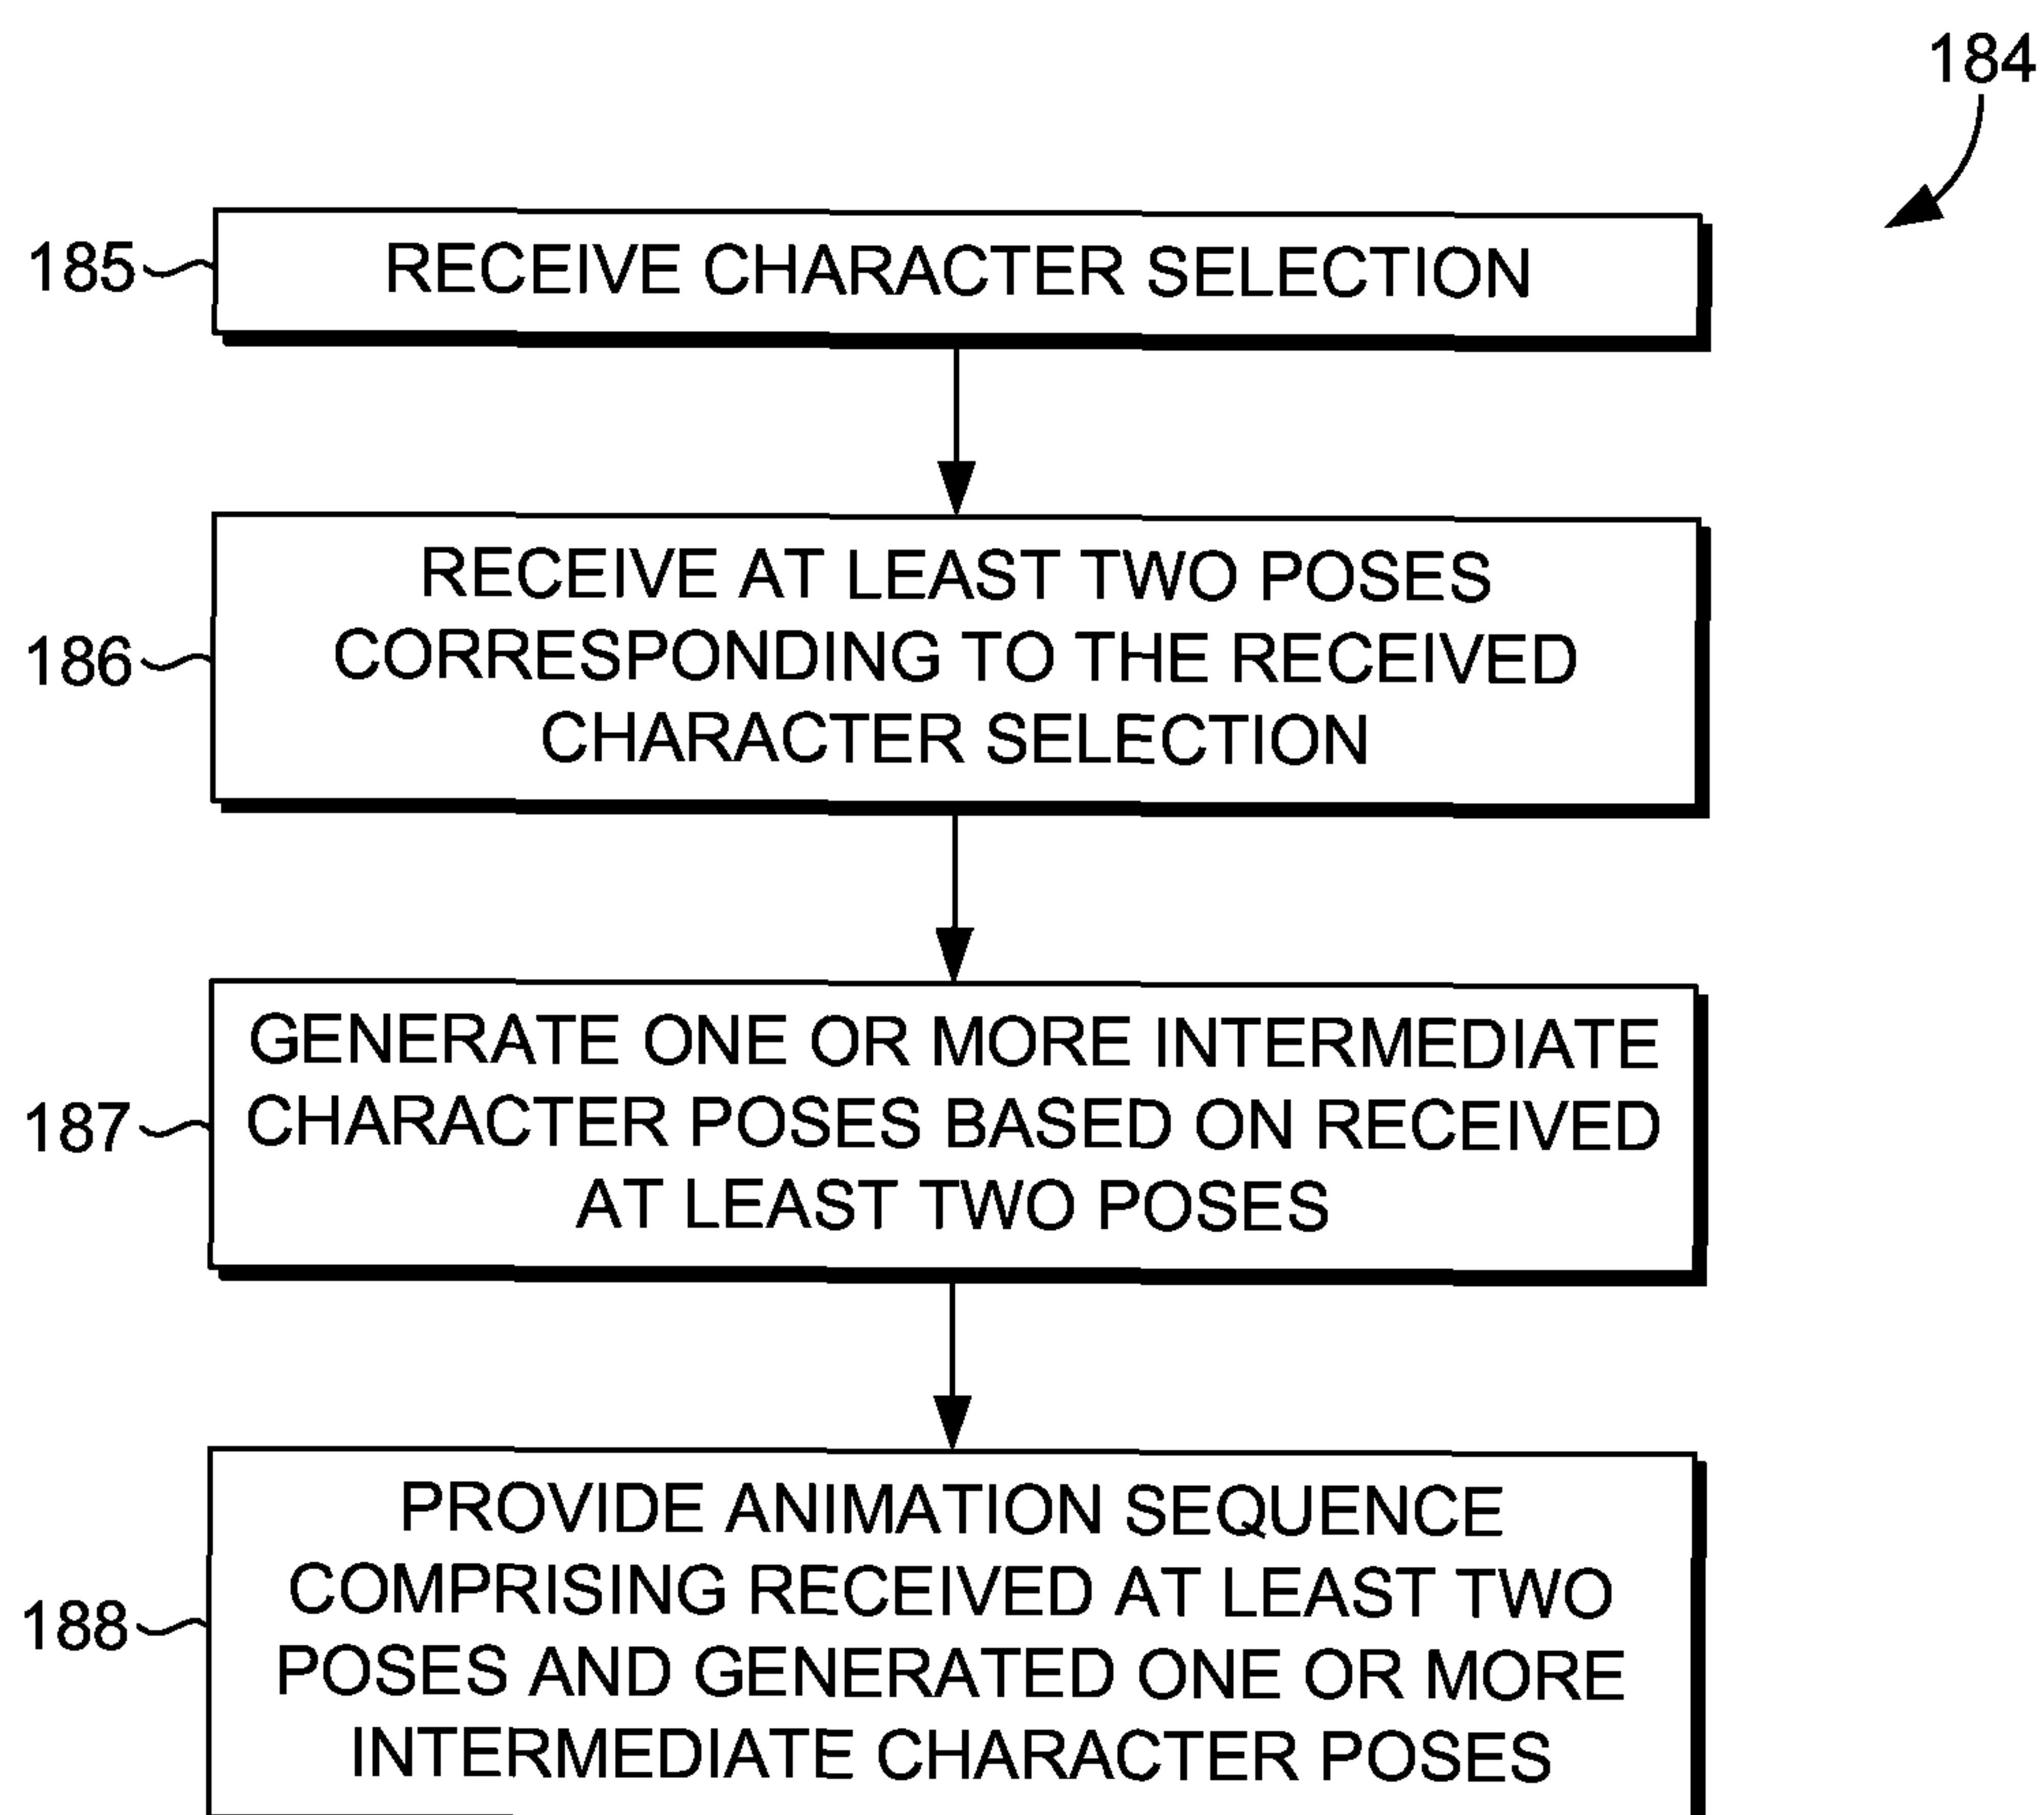 184
185
RECEIVE CHARACTER SELECTION
186
RECEIVE AT LEAST TWO POSES
CORRESPONDING TO THE RECEIVED
CHARACTER SELECTION
187
GENERATE ONE OR MORE INTERMEDIATE
CHARACTER POSES BASED ON RECEIVED
AT LEAST TWO POSES
188
PROVIDE ANIMATION SEQUENCE
COMPRISING RECEIVED AT LEAST TWO
POSES AND GENERATED ONE OR MORE
INTERMEDIATE CHARACTER POSES